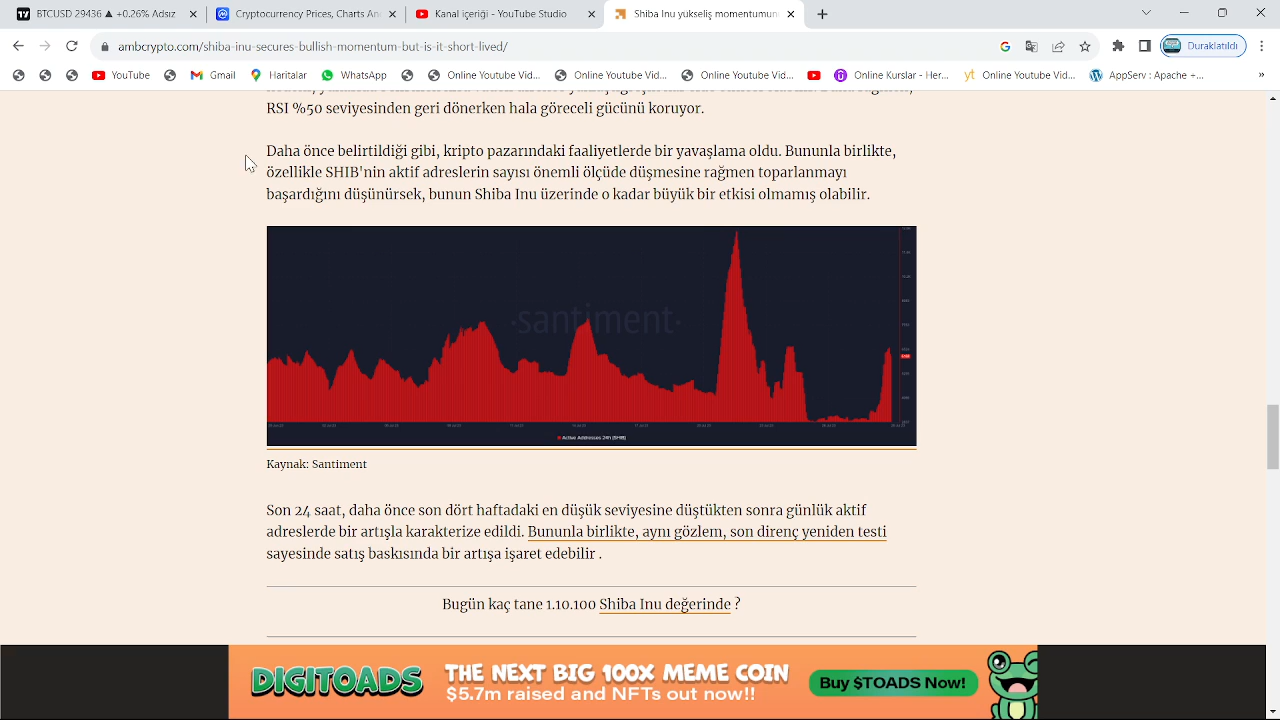 BTCUSD 29436 ▲ +0.26% Adsız
Cryptocurrency Prices, Charts An
Kanal içeriği - YouTube Studio
Shiba Inu yükseliş momentumun
ambcrypto.com/shiba-inu-secures-bullish-momentum-but-is-it-short-lived/
Duraklatıldı
YouTube
Gmail
Haritalar
WhatsApp
Online Youtube Vid...
Online Youtube Vid...
Online Youtube Vid...
Online Kurslar - Her...
Online Youtube Vid...
AppServ : Apache +...
RSI %50 seviyesinden geri dönerken hala göreceli gücünü koruyor.
Daha önce belirtildiği gibi, kripto pazarındaki faaliyetlerde bir yavaşlama oldu. Bununla birlikte,
özellikle SHIB'nin aktif adreslerin sayısı önemli ölçüde düşmesine rağmen toparlanmayı
başardığını düşünürsek, bunun Shiba Inu üzerinde o kadar büyük bir etkisi olmamış olabilir.
·santiment·
Active Addresses 24h (SHIB)
Kaynak: Santiment
Son 24 saat, daha önce son dört haftadaki en düşük seviyesine düştükten sonra günlük aktif
adreslerde bir artışla karakterize edildi. Bununla birlikte, aynı gözlem, son direnç yeniden testi
sayesinde satış baskısında bir artışa işaret edebilir .
Bugün kaç tane 1.10.100 Shiba Inu değerinde ?
DIGITOADS
THE NEXT BIG 100X MEME COIN
$5.7m raised and NFTs out now!!
Buy $TOADS Now!